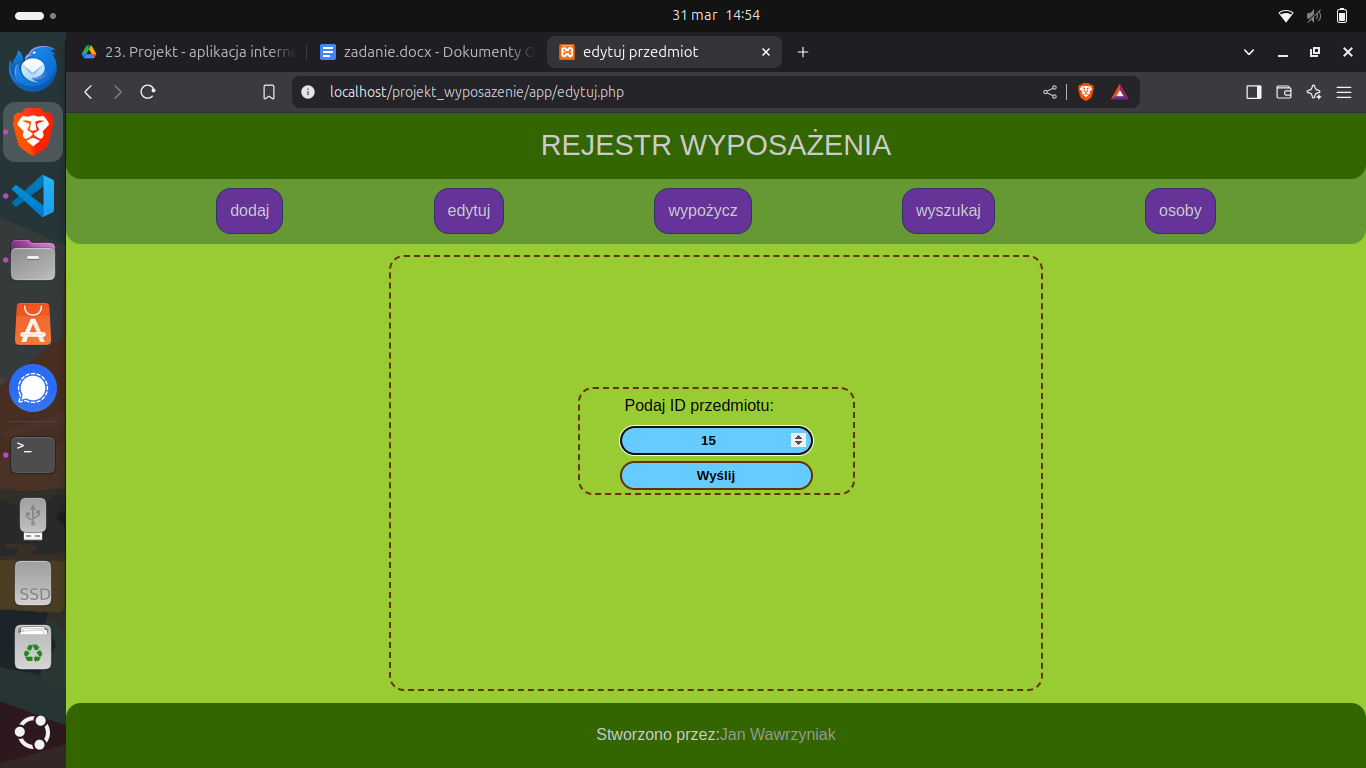 31 mar 14:54
23. Projekt - aplikacja interne
zadanie.docx - Dokumenty G
edytuj przedmiot
localhost/projekt_wyposazenie/app/edytuj.php
REJESTR WYPOSAŻENIA
dodaj
edytuj
wypożycz
wyszukaj
osoby
Podaj ID przedmiotu:
15
Wyślij
>_
SSD
Stworzono przez:Jan Wawrzyniak